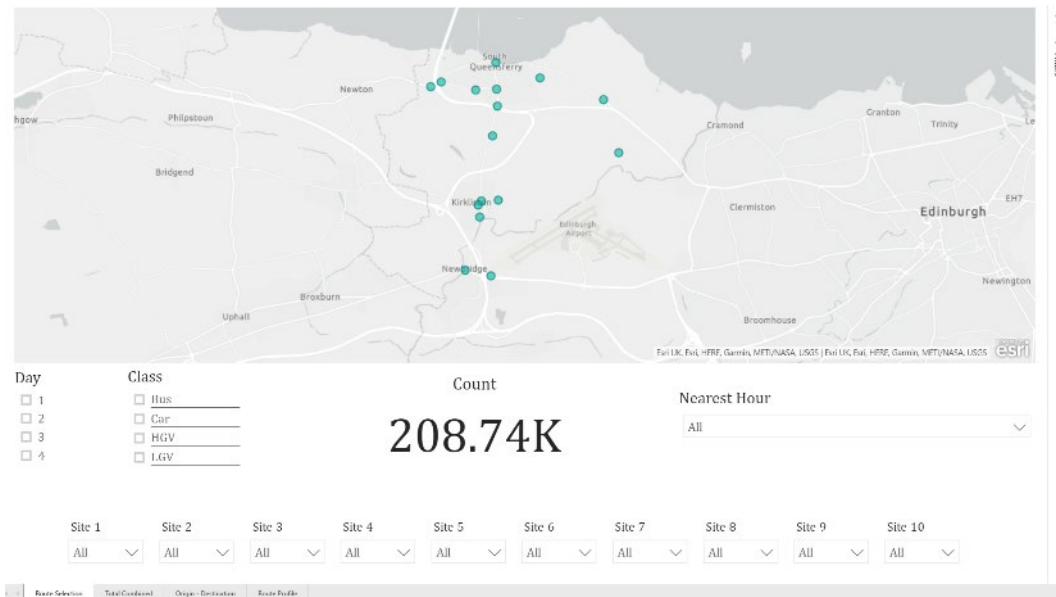 South
Queensferry
Newton
hgow
Philpstoun
Granton
Trinity
Le
Cramond
Bridgend
Kirkliston
Clermiston
EH7
Edinburgh
Edinburgh
Airport
Newbridge
Newington
Broxburn
Uphall
Broomhouse
Esri UK, Esri, HERE, Garmin, METI/NASA, USGS | Esri UK, Esri, HERE, Garmin, METI/NASA, USGS
esri
Day
Class
Count
Nearest Hour
1
Bus
2
Car
3
HGV
4
LGV
208.74K
All
Site 1 Site 2 Site 3 Site 4 Site 5 Site 6 Site 7 Site 8 Site 9 Site 10
All All All All All All All All All All
Route Selection Total Combined Origin - Destination Route Profile